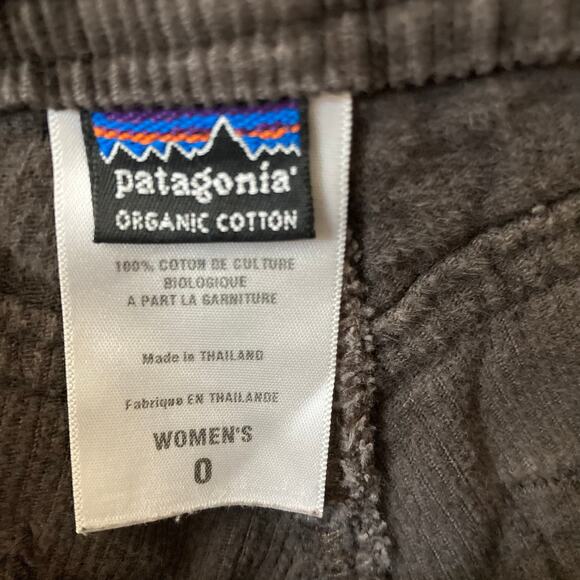 patagonia®
ORGANIC COTTON
100% COTON DE CULTURE
BIOLOGIQUE
A PART LA GARNITURE
Made in THAILAND
Fabrique EN THAILANDE
WOMEN'S
0